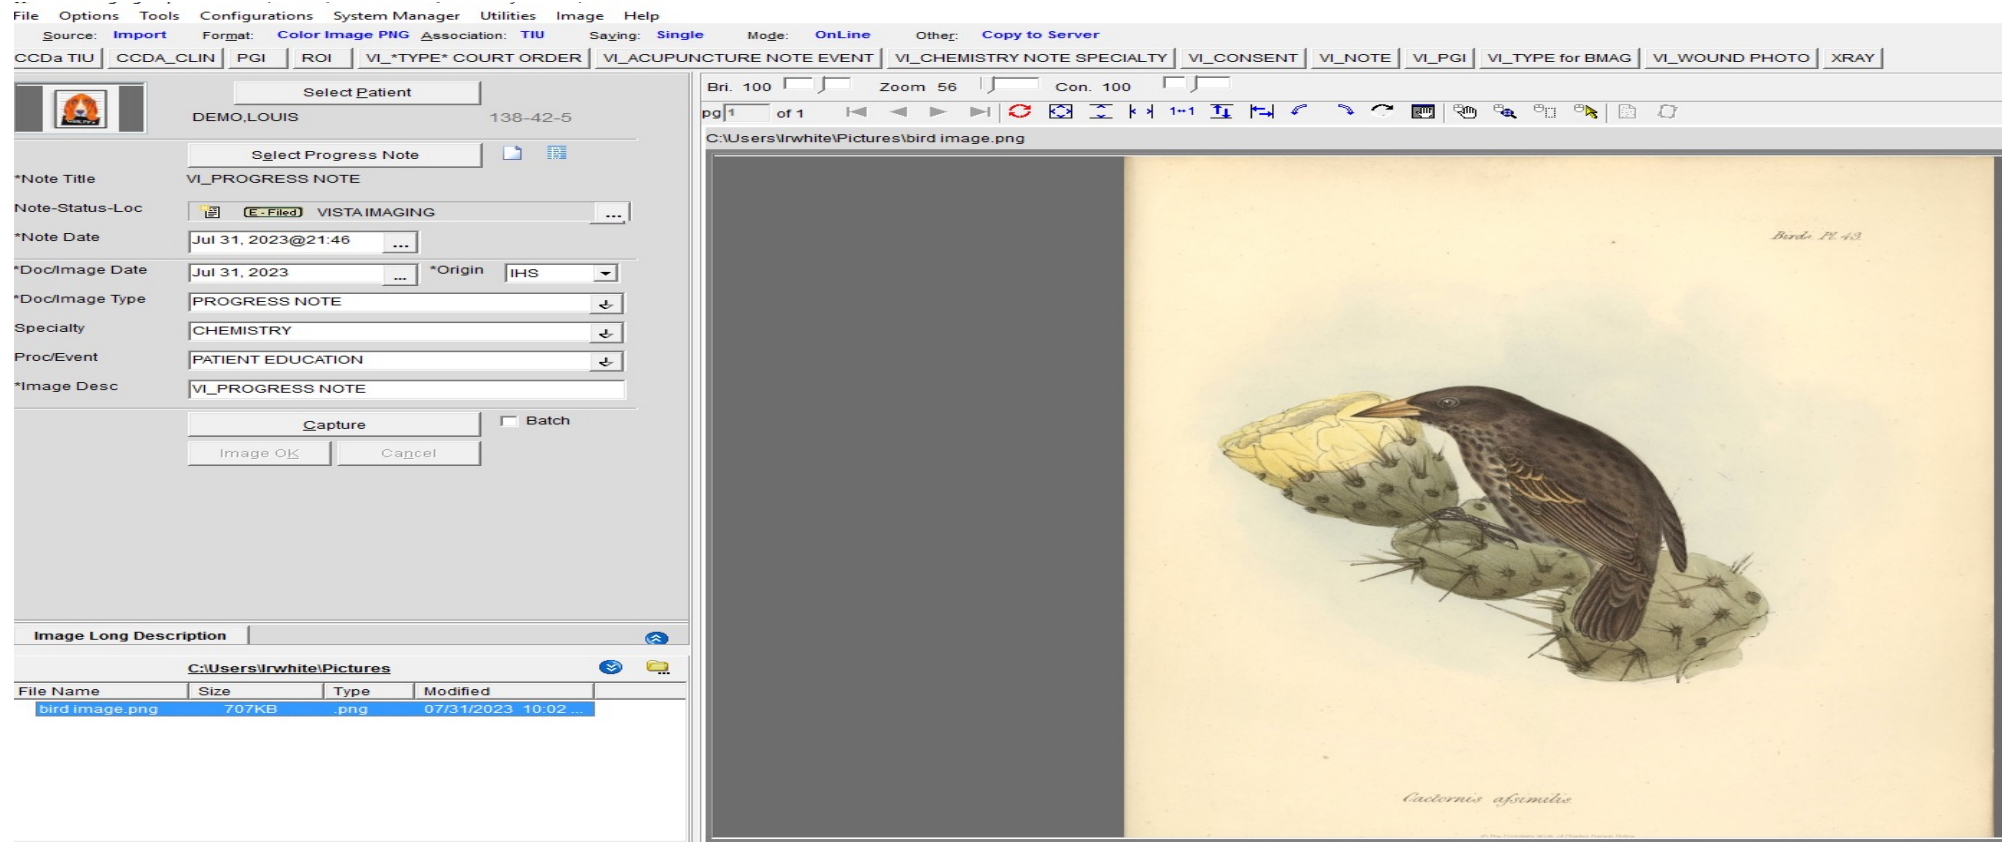 File Options Tools Configurations System Manager Utilities Image Help
Source: Import Format: Color Image PNG Association: TIU Saving: Single Mode: OnLine Other: Copy to Server
CCDa TIU CCDA_CLIN PGI ROI VI_*TYPE* COURT ORDER VI_ACUPUNCTURE NOTE EVENT VI_CHEMISTRY NOTE SPECIALTY VI_CONSENT VI_NOTE VI_PGI VI_TYPE for BMAG VI_WOUND PHOTO XRAY
Select Patient
DEMO,LOUIS 138-42-5
Select Progress Note
*Note Title VI_PROGRESS NOTE
Note-Status-Loc E-Filed VISTA IMAGING ...
*Note Date Jul 31, 2023@21:46 ...
*Doc/Image Date Jul 31, 2023 ... *Origin IHS
*Doc/Image Type PROGRESS NOTE
Specialty CHEMISTRY
Proc/Event PATIENT EDUCATION
*Image Desc VI_PROGRESS NOTE
Capture Batch
Image OK Cancel
Image Long Description
C:\Users\lrwhite\Pictures
File Name Size Type Modified
bird image.png 707KB .png 07/31/2023 10:02 ...
Bri. 100 Zoom 56 Con. 100
pg 1 of 1 1↔1
C:\Users\lrwhite\Pictures\bird image.png
Birds. Pl. 43.
Cactornis assimilis.